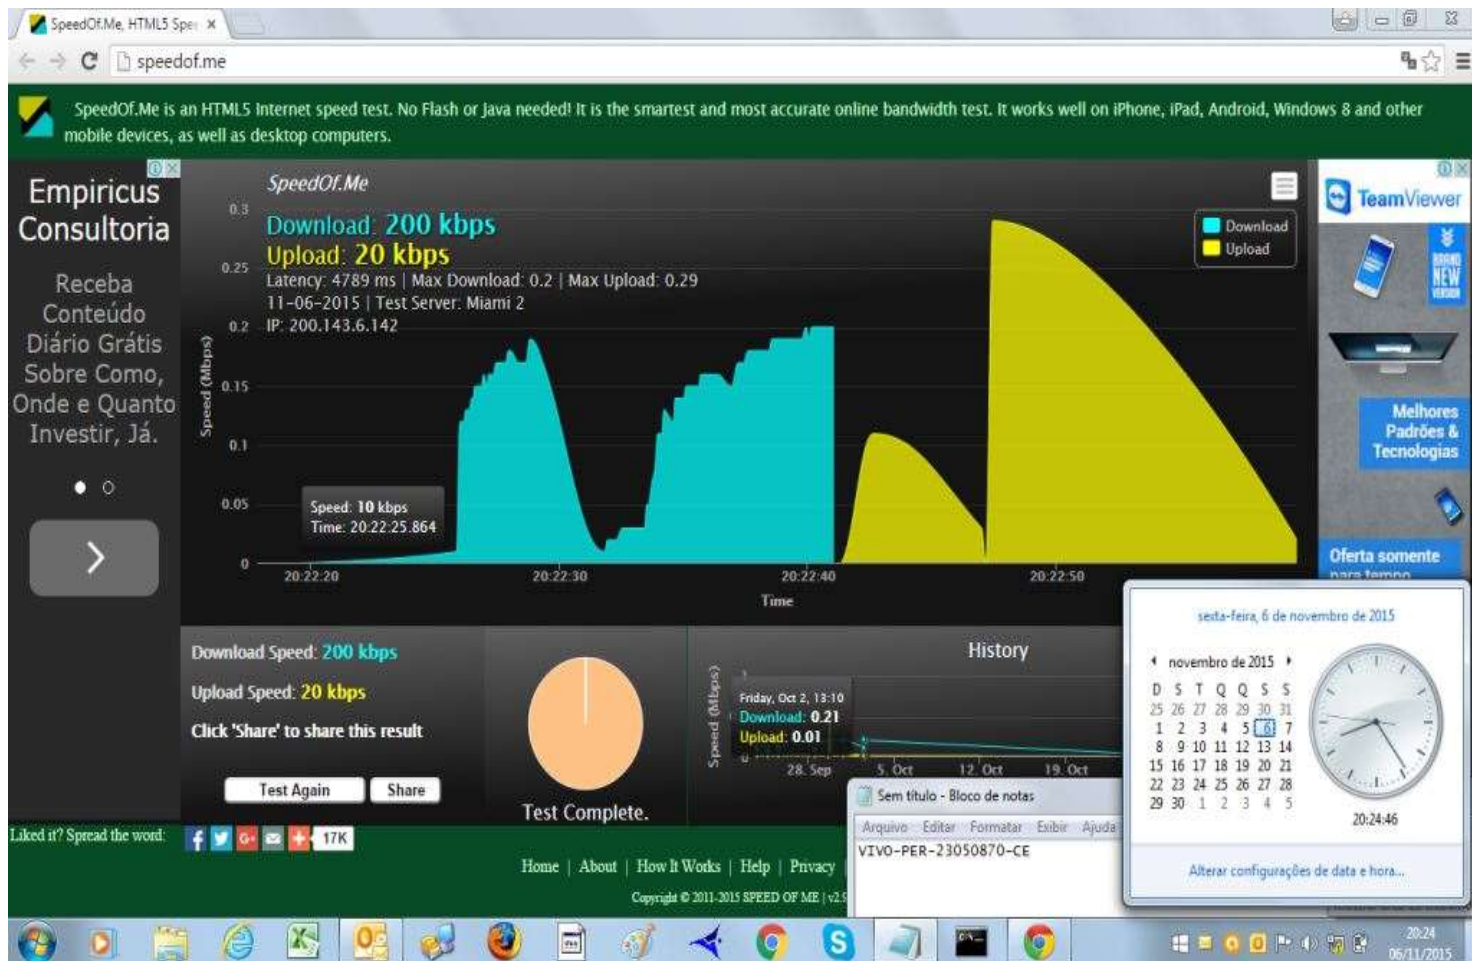 SpeedOf.Me, HTML5 Spe
speedof.me
SpeedOf.Me is an HTML5 Internet speed test. No Flash or Java needed! It is the smartest and most accurate online bandwidth test. It works well on iPhone, iPad, Android, Windows 8 and other
mobile devices, as well as desktop computers.
Empiricus
Consultoria
Receba
Conteúdo
Diário Grátis
Sobre Como,
Onde e Quanto
Investir, Já.
SpeedOf.Me
Download: 200 kbps
Upload: 20 kbps
Latency: 4789 ms | Max Download: 0.2 | Max Upload: 0.29
11-06-2015 | Test Server: Miami 2
IP: 200.143.6.142
Download
Upload
Speed (Mbps)
0.3
0.25
0.2
0.15
0.1
0.05
0
Speed: 10 kbps
Time: 20:22:25.864
20:22:20
20:22:30
20:22:40
20:22:50
Time
TeamViewer
BRAND
NEW
VERSION
Melhores
Padrões &
Tecnologias
Oferta somente
para tempo
Download Speed: 200 kbps
Upload Speed: 20 kbps
Click 'Share' to share this result
Test Again
Share
Test Complete.
History
Speed (Mbps)
1
0
Friday, Oct 2, 13:10
Download: 0.21
Upload: 0.01
28. Sep
5. Oct
12. Oct
19. Oct
sexta-feira, 6 de novembro de 2015
novembro de 2015
D S T Q Q S S
25 26 27 28 29 30 31
1 2 3 4 5 6 7
8 9 10 11 12 13 14
15 16 17 18 19 20 21
22 23 24 25 26 27 28
29 30 1 2 3 4 5
20:24:46
Alterar configurações de data e hora...
Sem título - Bloco de notas
Arquivo Editar Formatar Exibir Ajuda
VIVO-PER-23050870-CE
Liked it? Spread the word:
17K
Home | About | How It Works | Help | Privacy
Copyright © 2011-2015 SPEED OF ME | v2.9
20:24
06/11/2015